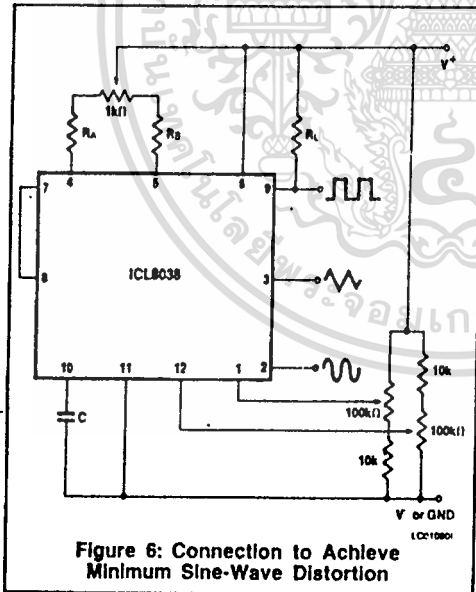 V+
1kΩ
RA
RB
RL
4
5
6
9
7
8
ICL8038
3
2
10
11
12
1
C
10k
100kΩ
100kΩ
10k
V or GND
Figure 6: Connection to Achieve
Minimum Sine-Wave Distortion